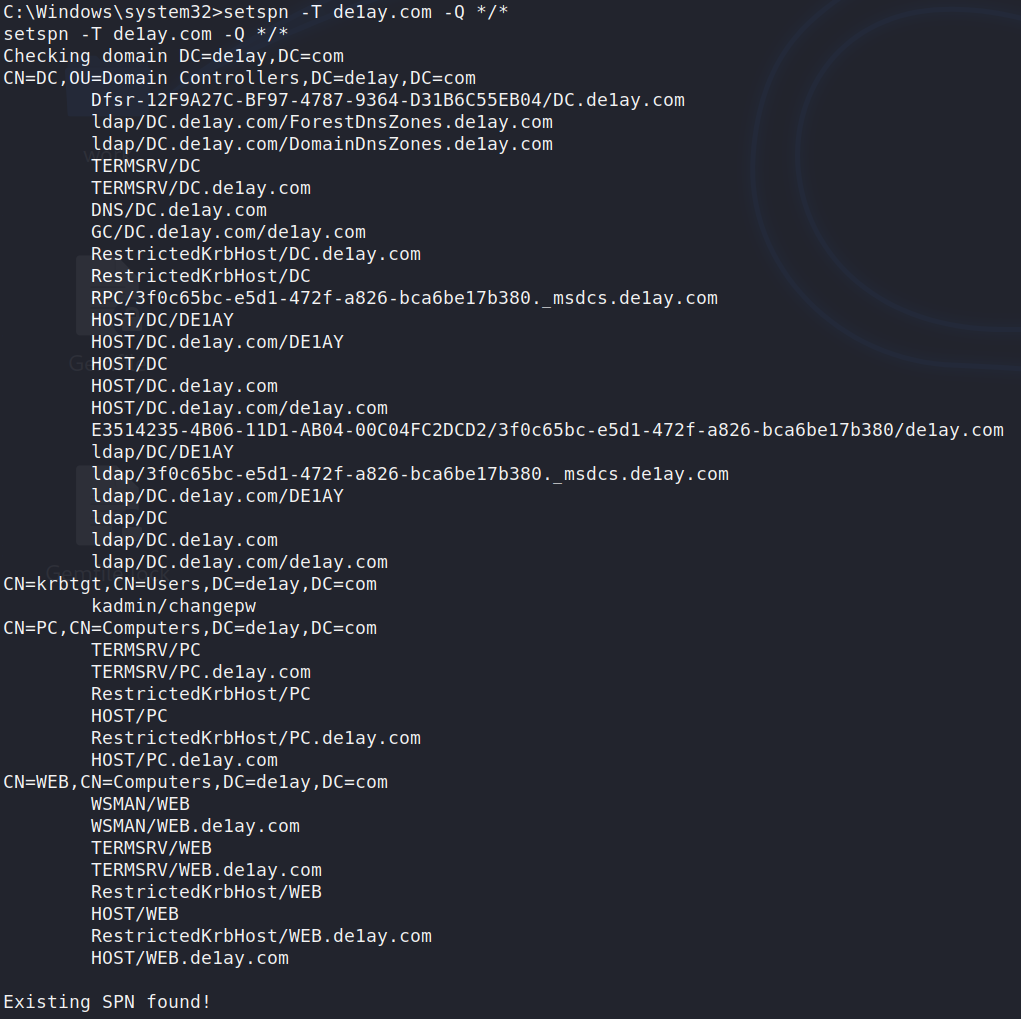 C:\Windows\system32>setspn -T de1ay.com -Q */*
setspn -T de1ay.com -Q */*
Checking domain DC=de1ay,DC=com
CN=DC,OU=Domain Controllers,DC=de1ay,DC=com
Dfsr-12F9A27C-BF97-4787-9364-D31B6C55EB04/DC.de1ay.com
ldap/DC.de1ay.com/ForestDnsZones.de1ay.com
ldap/DC.de1ay.com/DomainDnsZones.de1ay.com
TERMSRV/DC
TERMSRV/DC.de1ay.com
DNS/DC.de1ay.com
GC/DC.de1ay.com/de1ay.com
RestrictedKrbHost/DC.de1ay.com
RestrictedKrbHost/DC
RPC/3f0c65bc-e5d1-472f-a826-bca6be17b380._msdcs.de1ay.com
HOST/DC/DE1AY
HOST/DC.de1ay.com/DE1AY
HOST/DC
HOST/DC.de1ay.com
HOST/DC.de1ay.com/de1ay.com
E3514235-4B06-11D1-AB04-00C04FC2DCD2/3f0c65bc-e5d1-472f-a826-bca6be17b380/de1ay.com
ldap/DC/DE1AY
ldap/3f0c65bc-e5d1-472f-a826-bca6be17b380._msdcs.de1ay.com
ldap/DC.de1ay.com/DE1AY
ldap/DC
ldap/DC.de1ay.com
ldap/DC.de1ay.com/de1ay.com
CN=krbtgt,CN=Users,DC=de1ay,DC=com
kadmin/changepw
CN=PC,CN=Computers,DC=de1ay,DC=com
TERMSRV/PC
TERMSRV/PC.de1ay.com
RestrictedKrbHost/PC
HOST/PC
RestrictedKrbHost/PC.de1ay.com
HOST/PC.de1ay.com
CN=WEB,CN=Computers,DC=de1ay,DC=com
WSMAN/WEB
WSMAN/WEB.de1ay.com
TERMSRV/WEB
TERMSRV/WEB.de1ay.com
RestrictedKrbHost/WEB
HOST/WEB
RestrictedKrbHost/WEB.de1ay.com
HOST/WEB.de1ay.com
Existing SPN found!